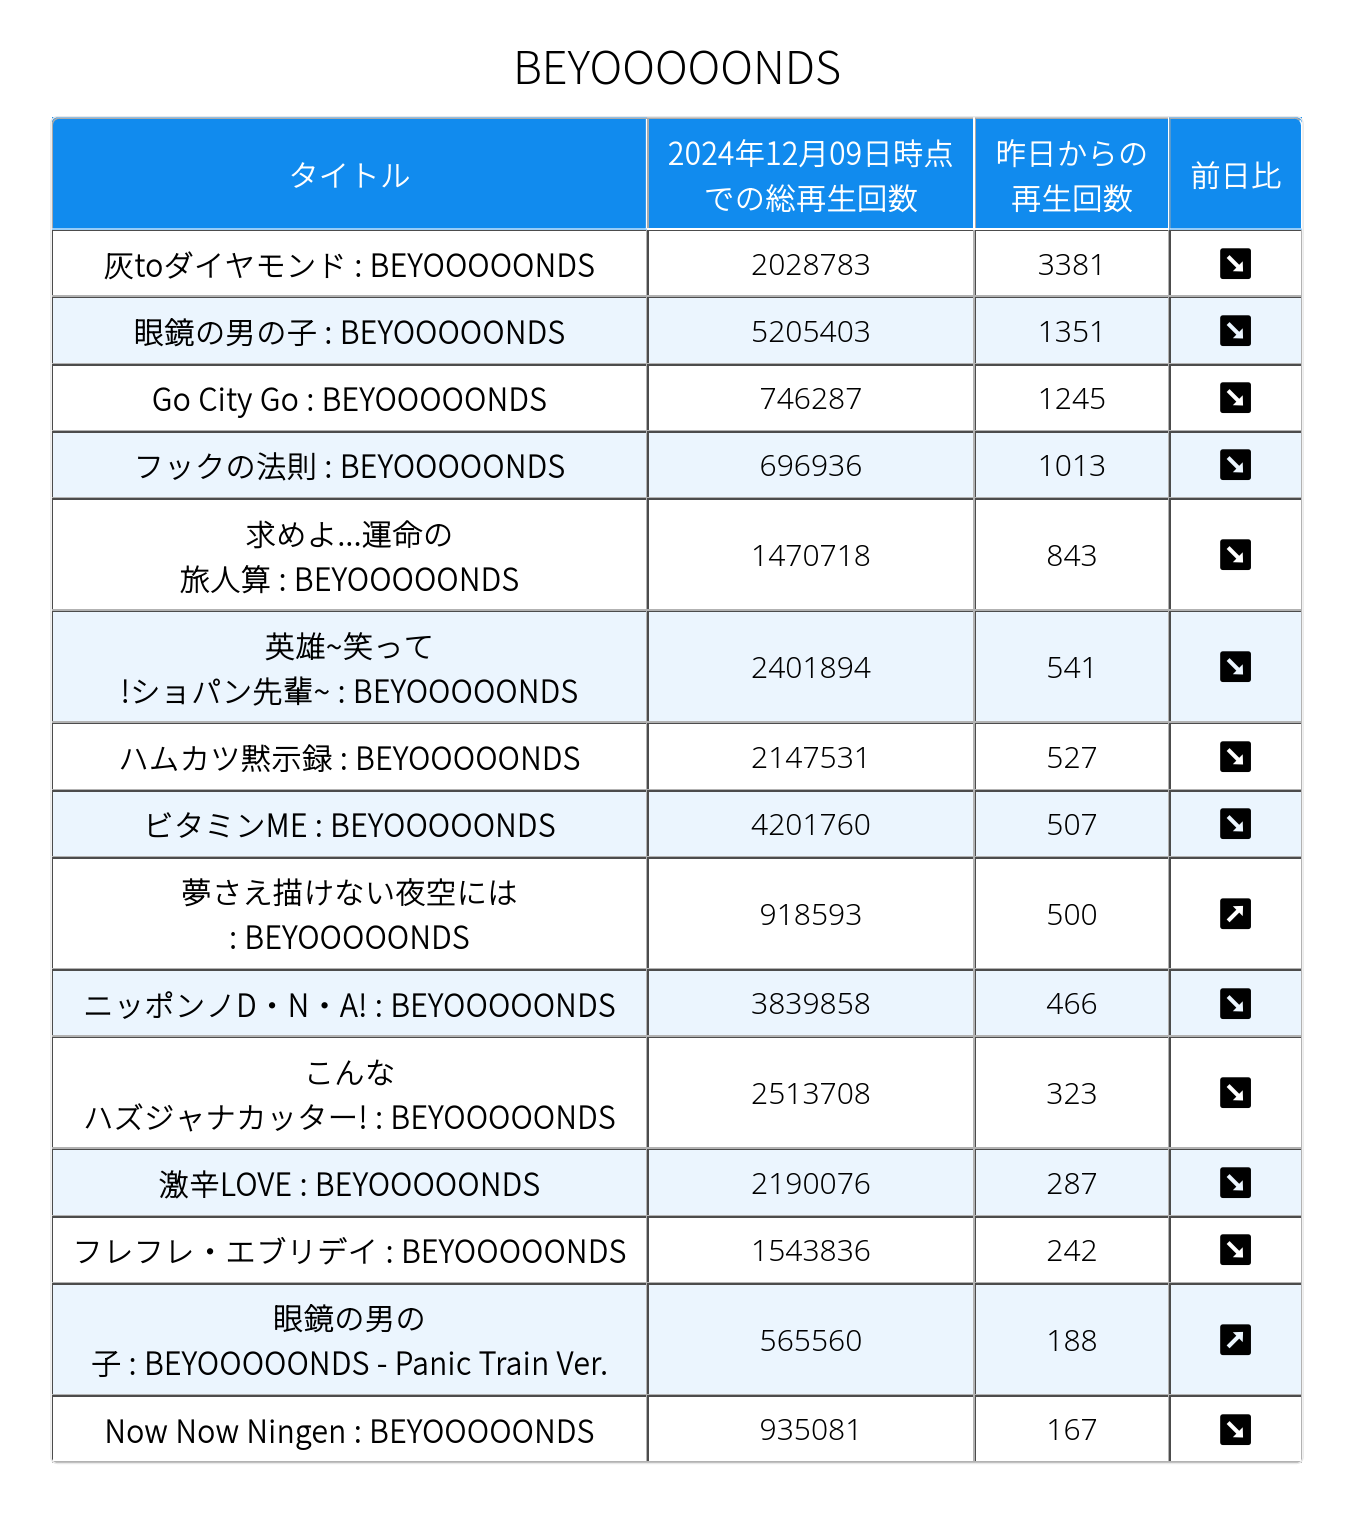 BEYOOOOONDS
タイトル
2024年12月09日時点
での総再生回数
昨日からの
再生回数
前日比
灰toダイヤモンド : BEYOOOOONDS 2028783 3381 ↘
眼鏡の男の子 : BEYOOOOONDS 5205403 1351 ↘
Go City Go : BEYOOOOONDS 746287 1245 ↘
フックの法則 : BEYOOOOONDS 696936 1013 ↘
求めよ...運命の
旅人算 : BEYOOOOONDS 1470718 843 ↘
英雄~笑って
!ショパン先輩~ : BEYOOOOONDS 2401894 541 ↘
ハムカツ黙示録 : BEYOOOOONDS 2147531 527 ↘
ビタミンME : BEYOOOOONDS 4201760 507 ↘
夢さえ描けない夜空には
: BEYOOOOONDS 918593 500 ↗
ニッポンノD・N・A! : BEYOOOOONDS 3839858 466 ↘
こんな
ハズジャナカッター! : BEYOOOOONDS 2513708 323 ↘
激辛LOVE : BEYOOOOONDS 2190076 287 ↘
フレフレ・エブリデイ : BEYOOOOONDS 1543836 242 ↘
眼鏡の男の
子 : BEYOOOOONDS - Panic Train Ver. 565560 188 ↗
Now Now Ningen : BEYOOOOONDS 935081 167 ↘